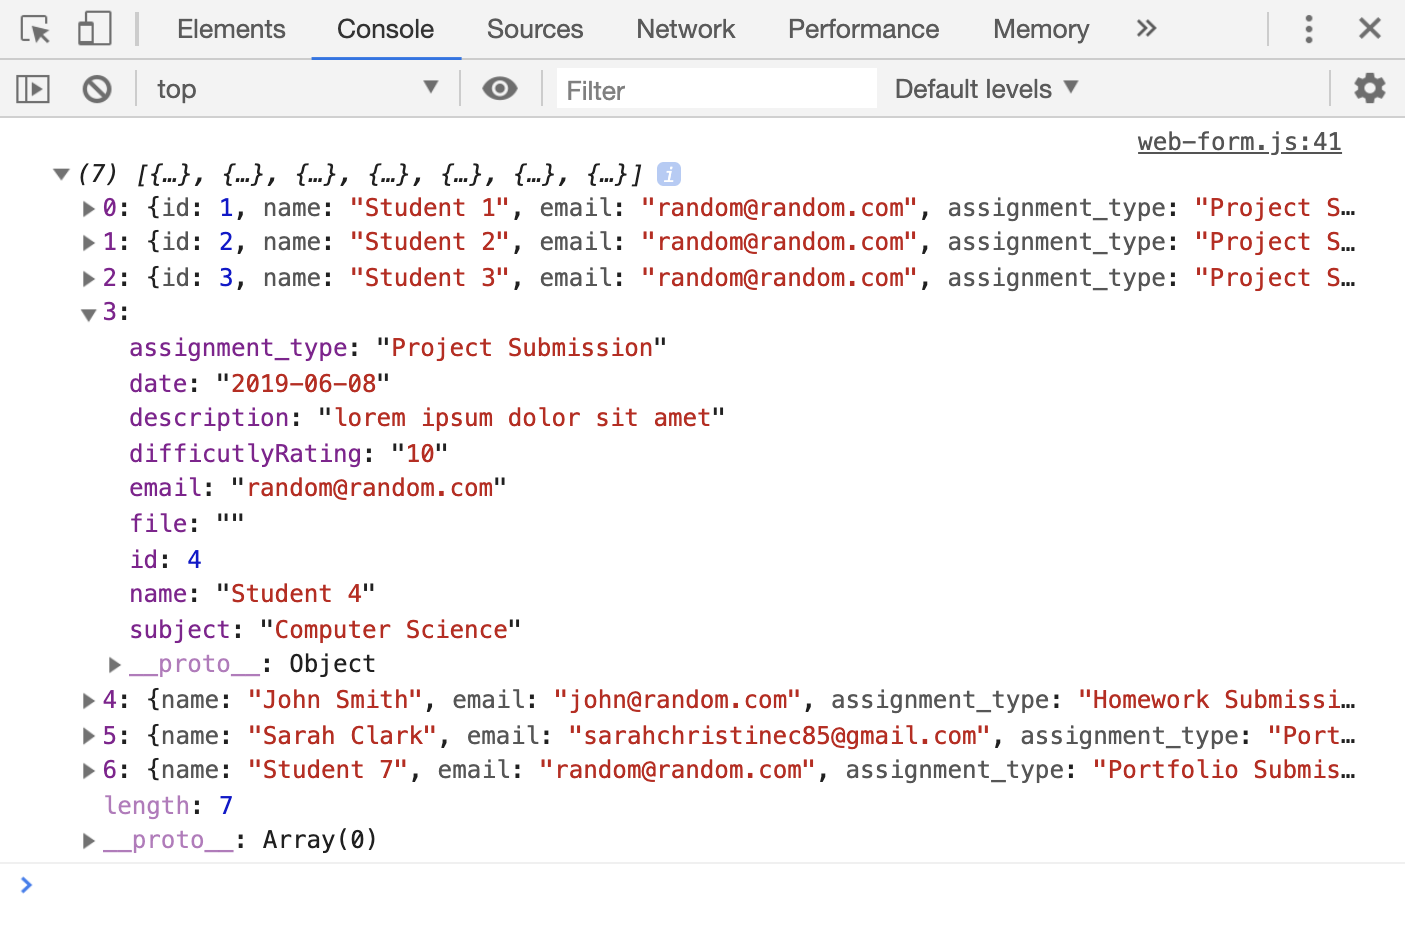 Elements Console Sources Network Performance Memory »
top ▼ Filter Default levels ▼
web-form.js:41
▼ (7) [{…}, {…}, {…}, {…}, {…}, {…}, {…}] i
▶ 0: {id: 1, name: "Student 1", email: "random@random.com", assignment_type: "Project S…
▶ 1: {id: 2, name: "Student 2", email: "random@random.com", assignment_type: "Project S…
▶ 2: {id: 3, name: "Student 3", email: "random@random.com", assignment_type: "Project S…
▼ 3:
assignment_type: "Project Submission"
date: "2019-06-08"
description: "lorem ipsum dolor sit amet"
difficutlyRating: "10"
email: "random@random.com"
file: ""
id: 4
name: "Student 4"
subject: "Computer Science"
▶ __proto__: Object
▶ 4: {name: "John Smith", email: "john@random.com", assignment_type: "Homework Submissi…
▶ 5: {name: "Sarah Clark", email: "sarahchristinec85@gmail.com", assignment_type: "Port…
▶ 6: {name: "Student 7", email: "random@random.com", assignment_type: "Portfolio Submis…
length: 7
▶ __proto__: Array(0)